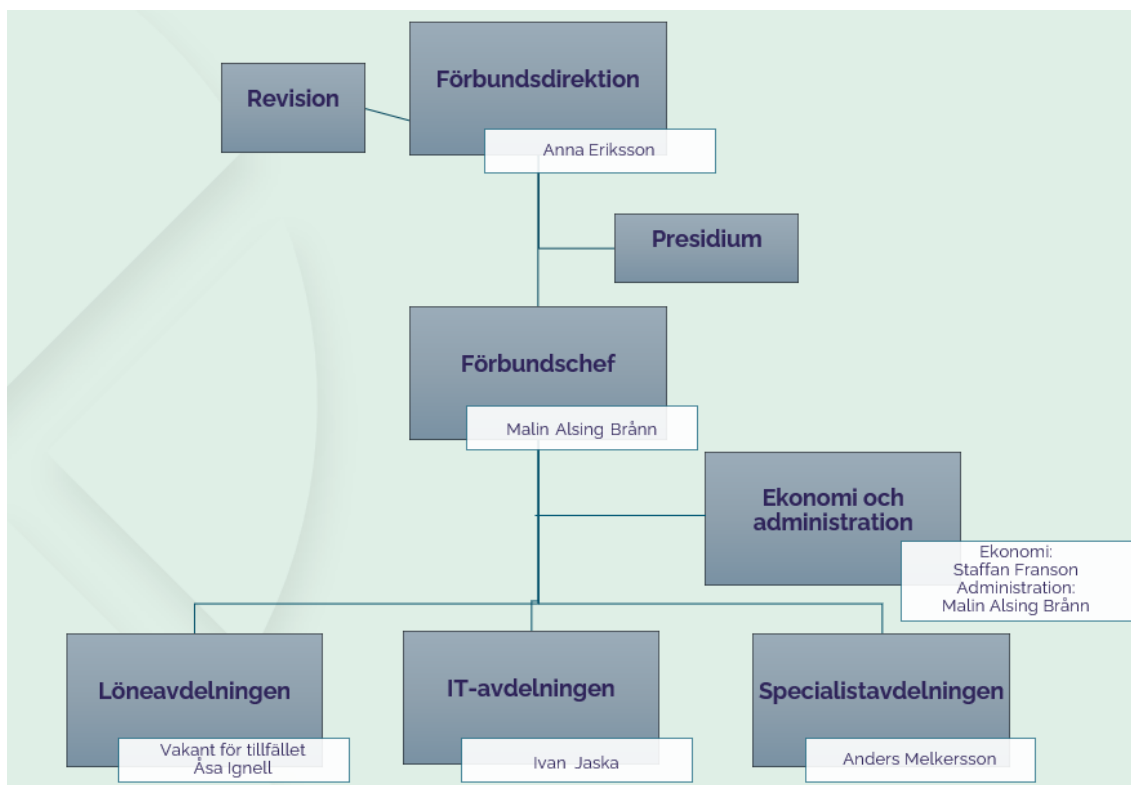 Förbundsdirektion
Revision
Anna Eriksson
Presidium
Förbundschef
Malin Alsing Brånn
Ekonomi och
administration
Ekonomi:
Staffan Franson
Administration:
Malin Alsing Brånn
Löneavdelningen
Vakant för tillfället
Åsa Ignell
IT-avdelningen
Ivan Jaska
Specialistavdelningen
Anders Melkersson